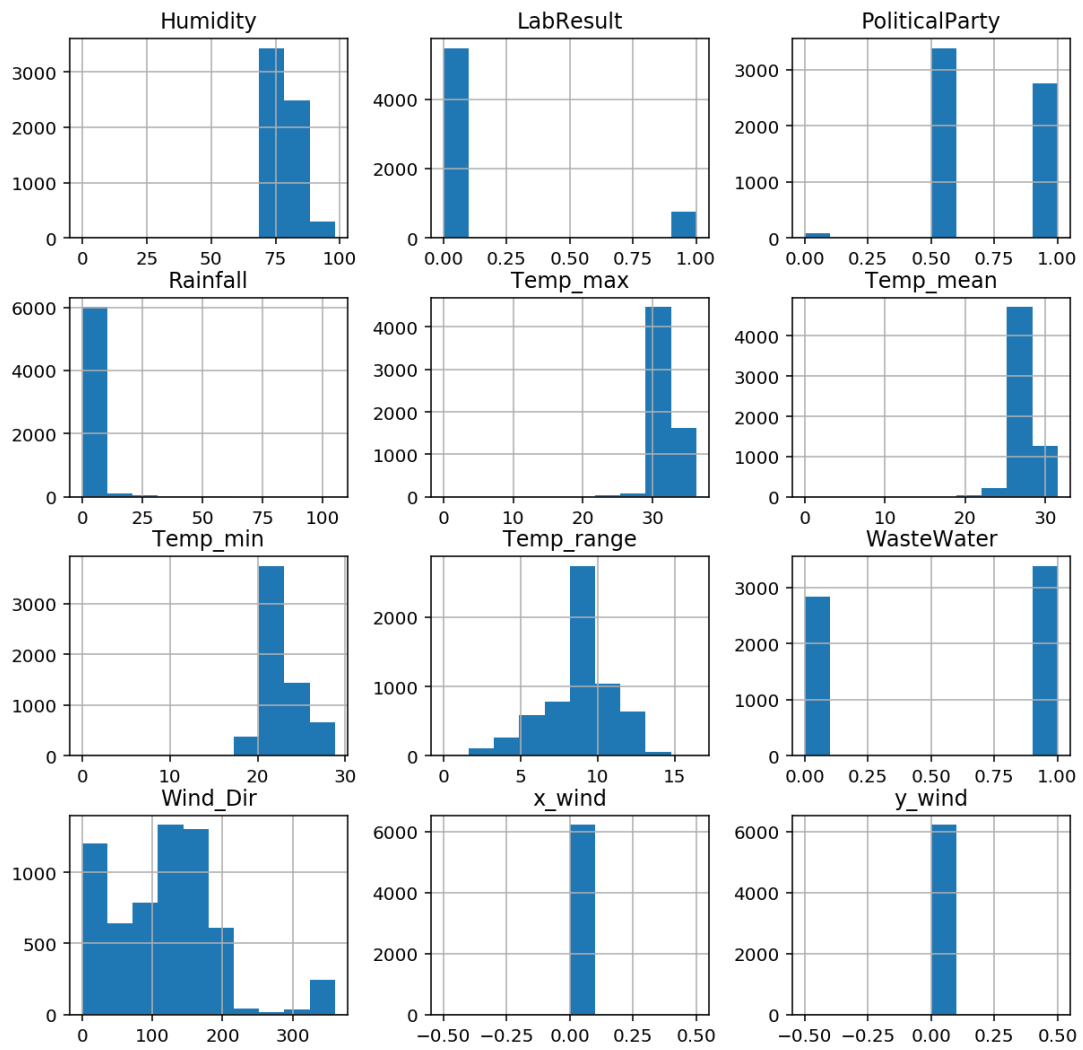 Humidity LabResult PoliticalParty
3000
2000
1000
0
0 25 50 75 100
4000
2000
0
0.00 0.25 0.50 0.75 1.00
3000
2000
1000
0
0.00 0.25 0.50 0.75 1.00
Rainfall Temp_max Temp_mean
6000
4000
2000
0
0 25 50 75 100
4000
3000
2000
1000
0
0 10 20 30
4000
3000
2000
1000
0
0 10 20 30
Temp_min Temp_range WasteWater
3000
2000
1000
0
0 10 20 30
2000
1000
0
0 5 10 15
3000
2000
1000
0
0.00 0.25 0.50 0.75 1.00
Wind_Dir x_wind y_wind
1000
500
0
0 100 200 300
6000
4000
2000
0
−0.50 −0.25 0.00 0.25 0.50
6000
4000
2000
0
−0.50 −0.25 0.00 0.25 0.50